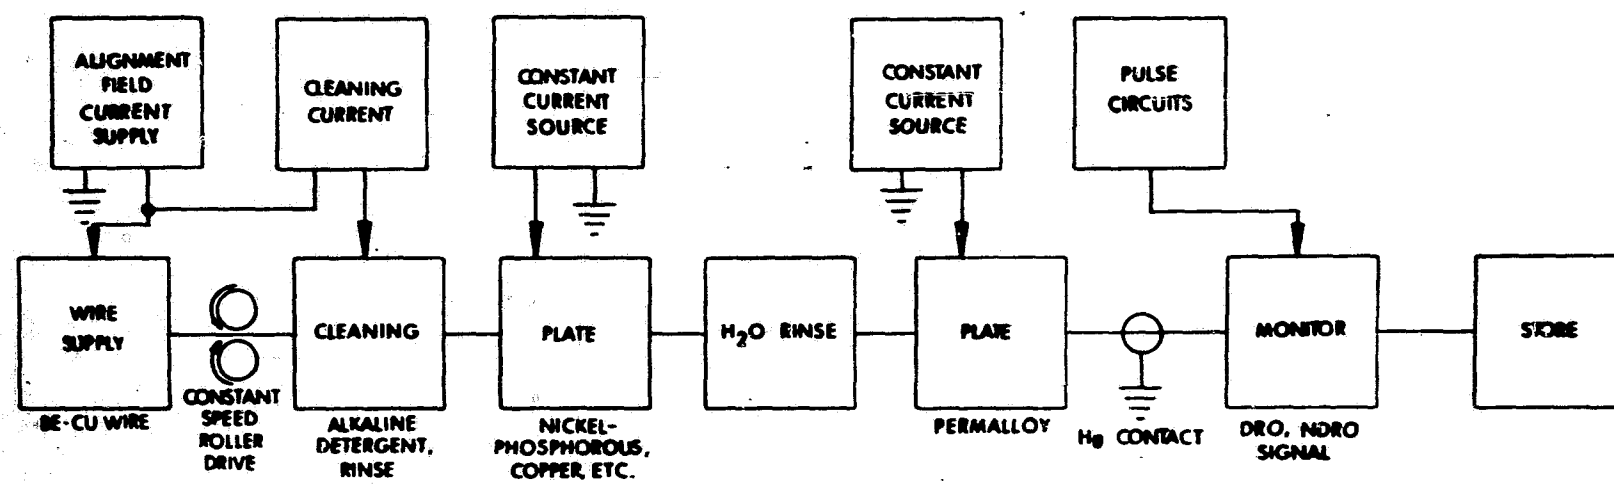 ALIGNMENT
FIELD
CURRENT
SUPPLY
CLEANING
CURRENT
CONSTANT
CURRENT
SOURCE
CONSTANT
CURRENT
SOURCE
PULSE
CIRCUITS
WIRE
SUPPLY
CLEANING
PLATE
H2O RINSE
PLATE
MONITOR
STORE
BE-CU WIRE
CONSTANT
SPEED
ROLLER
DRIVE
ALKALINE
DETERGENT,
RINSE
NICKEL-
PHOSPHOROUS,
COPPER, ETC.
PERMALLOY
Hg CONTACT
DRO, NDRO
SIGNAL